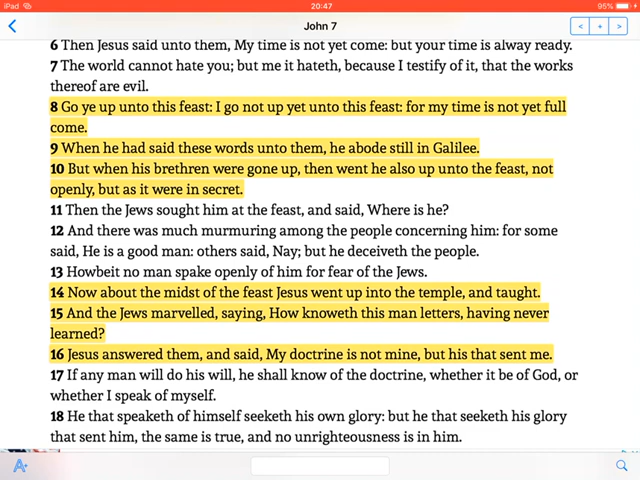 iPad
20:47
95%
John 7
< + >
6 Then Jesus said unto them, My time is not yet come: but your time is alway ready.
7 The world cannot hate you; but me it hateth, because I testify of it, that the works
thereof are evil.
8 Go ye up unto this feast: I go not up yet unto this feast: for my time is not yet full
come.
9 When he had said these words unto them, he abode still in Galilee.
10 But when his brethren were gone up, then went he also up unto the feast, not
openly, but as it were in secret.
11 Then the Jews sought him at the feast, and said, Where is he?
12 And there was much murmuring among the people concerning him: for some
said, He is a good man: others said, Nay; but he deceiveth the people.
13 Howbeit no man spake openly of him for fear of the Jews.
14 Now about the midst of the feast Jesus went up into the temple, and taught.
15 And the Jews marvelled, saying, How knoweth this man letters, having never
learned?
16 Jesus answered them, and said, My doctrine is not mine, but his that sent me.
17 If any man will do his will, he shall know of the doctrine, whether it be of God, or
whether I speak of myself.
18 He that speaketh of himself seeketh his own glory: but he that seeketh his glory
that sent him, the same is true, and no unrighteousness is in him.
A+